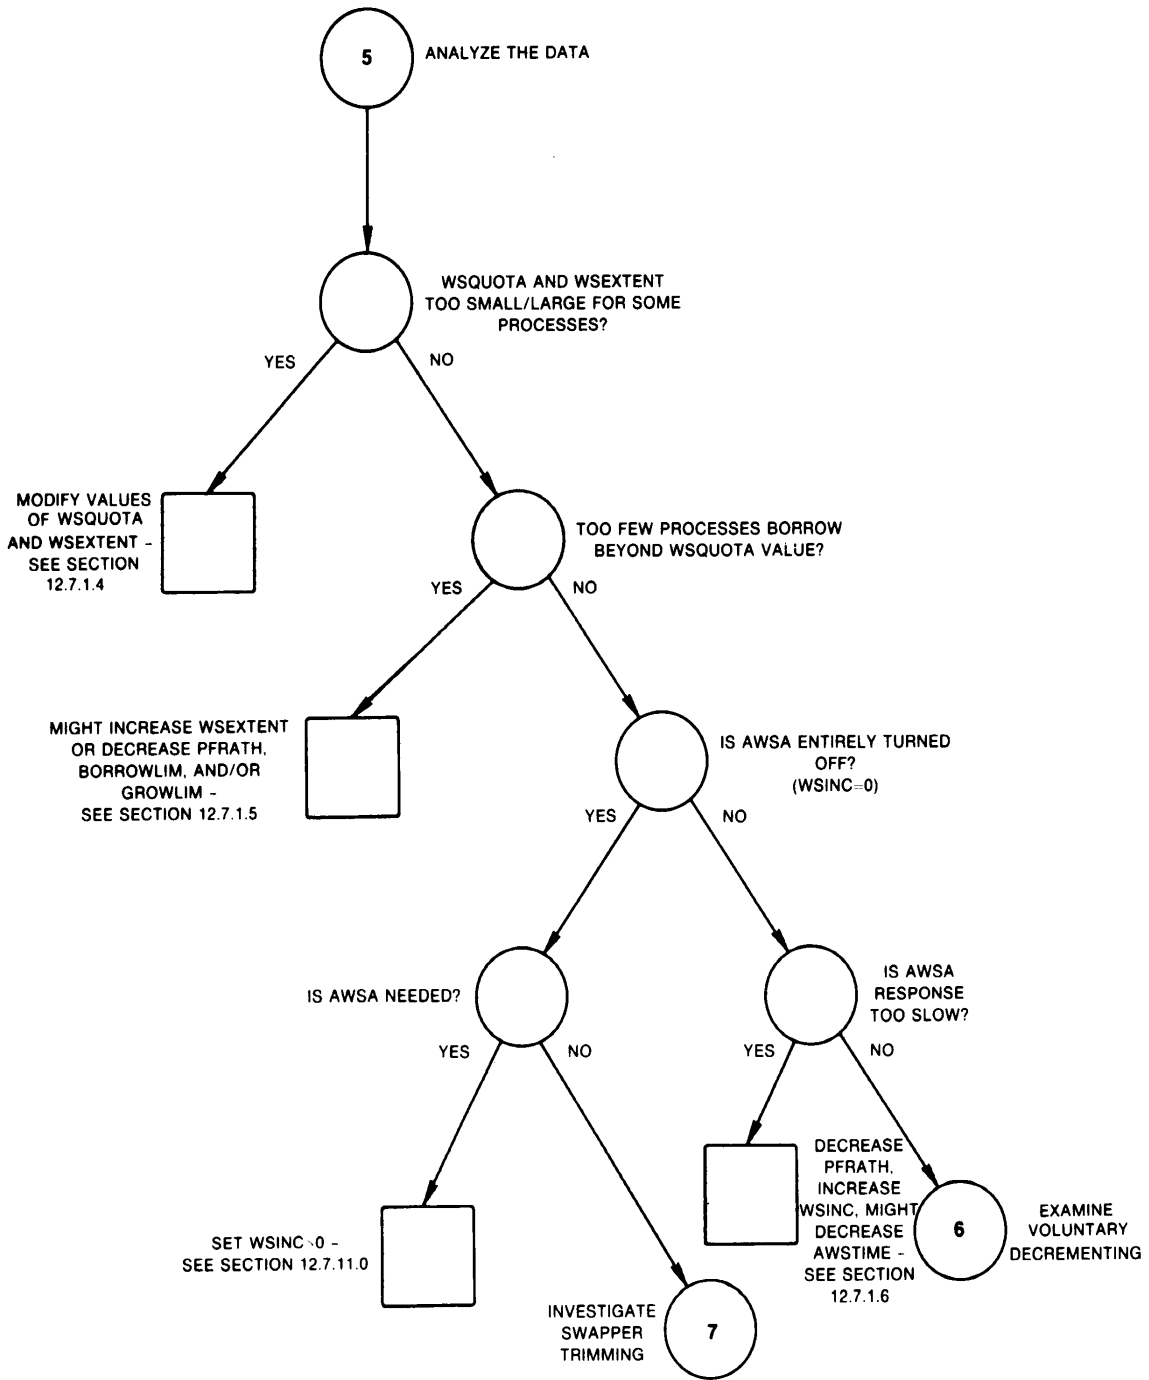 5
ANALYZE THE DATA
WSQUOTA AND WSEXTENT
TOO SMALL/LARGE FOR SOME
PROCESSES?
YES
NO
MODIFY VALUES
OF WSQUOTA
AND WSEXTENT -
SEE SECTION
12.7.1.4
TOO FEW PROCESSES BORROW
BEYOND WSQUOTA VALUE?
YES
NO
MIGHT INCREASE WSEXTENT
OR DECREASE PFRATH,
BORROWLIM, AND/OR
GROWLIM -
SEE SECTION 12.7.1.5
IS AWSA ENTIRELY TURNED
OFF?
(WSINC=0)
YES
NO
IS AWSA NEEDED?
YES
NO
IS AWSA
RESPONSE
TOO SLOW?
YES
NO
SET WSINC>0 -
SEE SECTION 12.7.11.0
INVESTIGATE
SWAPPER
TRIMMING
7
DECREASE
PFRATH,
INCREASE
WSINC, MIGHT
DECREASE
AWSTIME -
SEE SECTION
12.7.1.6
6
EXAMINE
VOLUNTARY
DECREMENTING